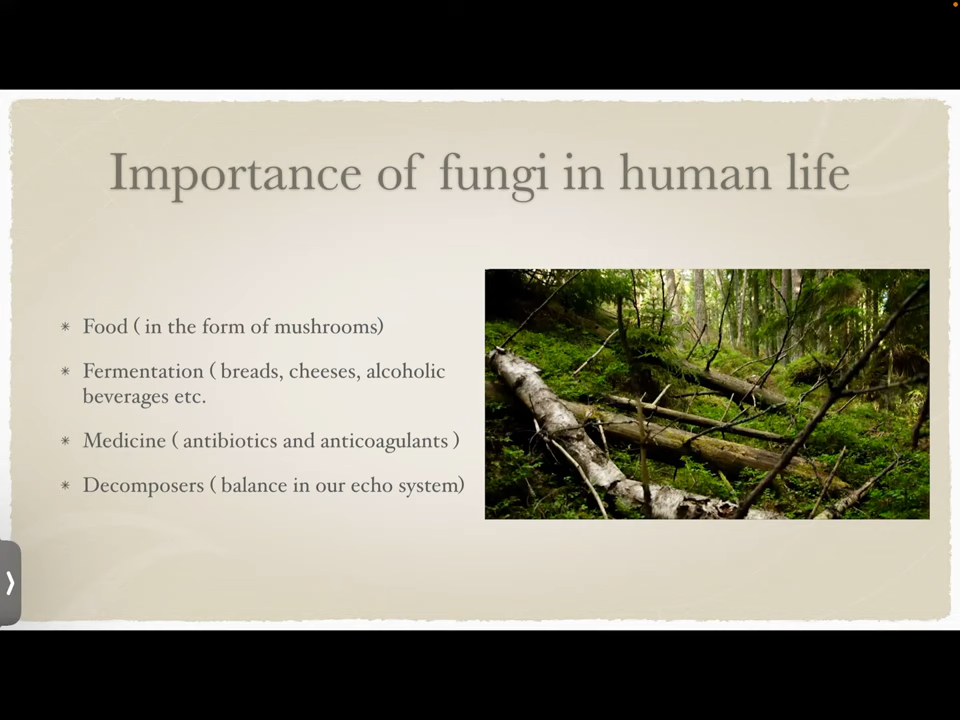 Importance of fungi in human life
* Food ( in the form of mushrooms)
* Fermentation ( breads, cheeses, alcoholic
beverages etc.
* Medicine ( antibiotics and anticoagulants )
* Decomposers ( balance in our echo system)